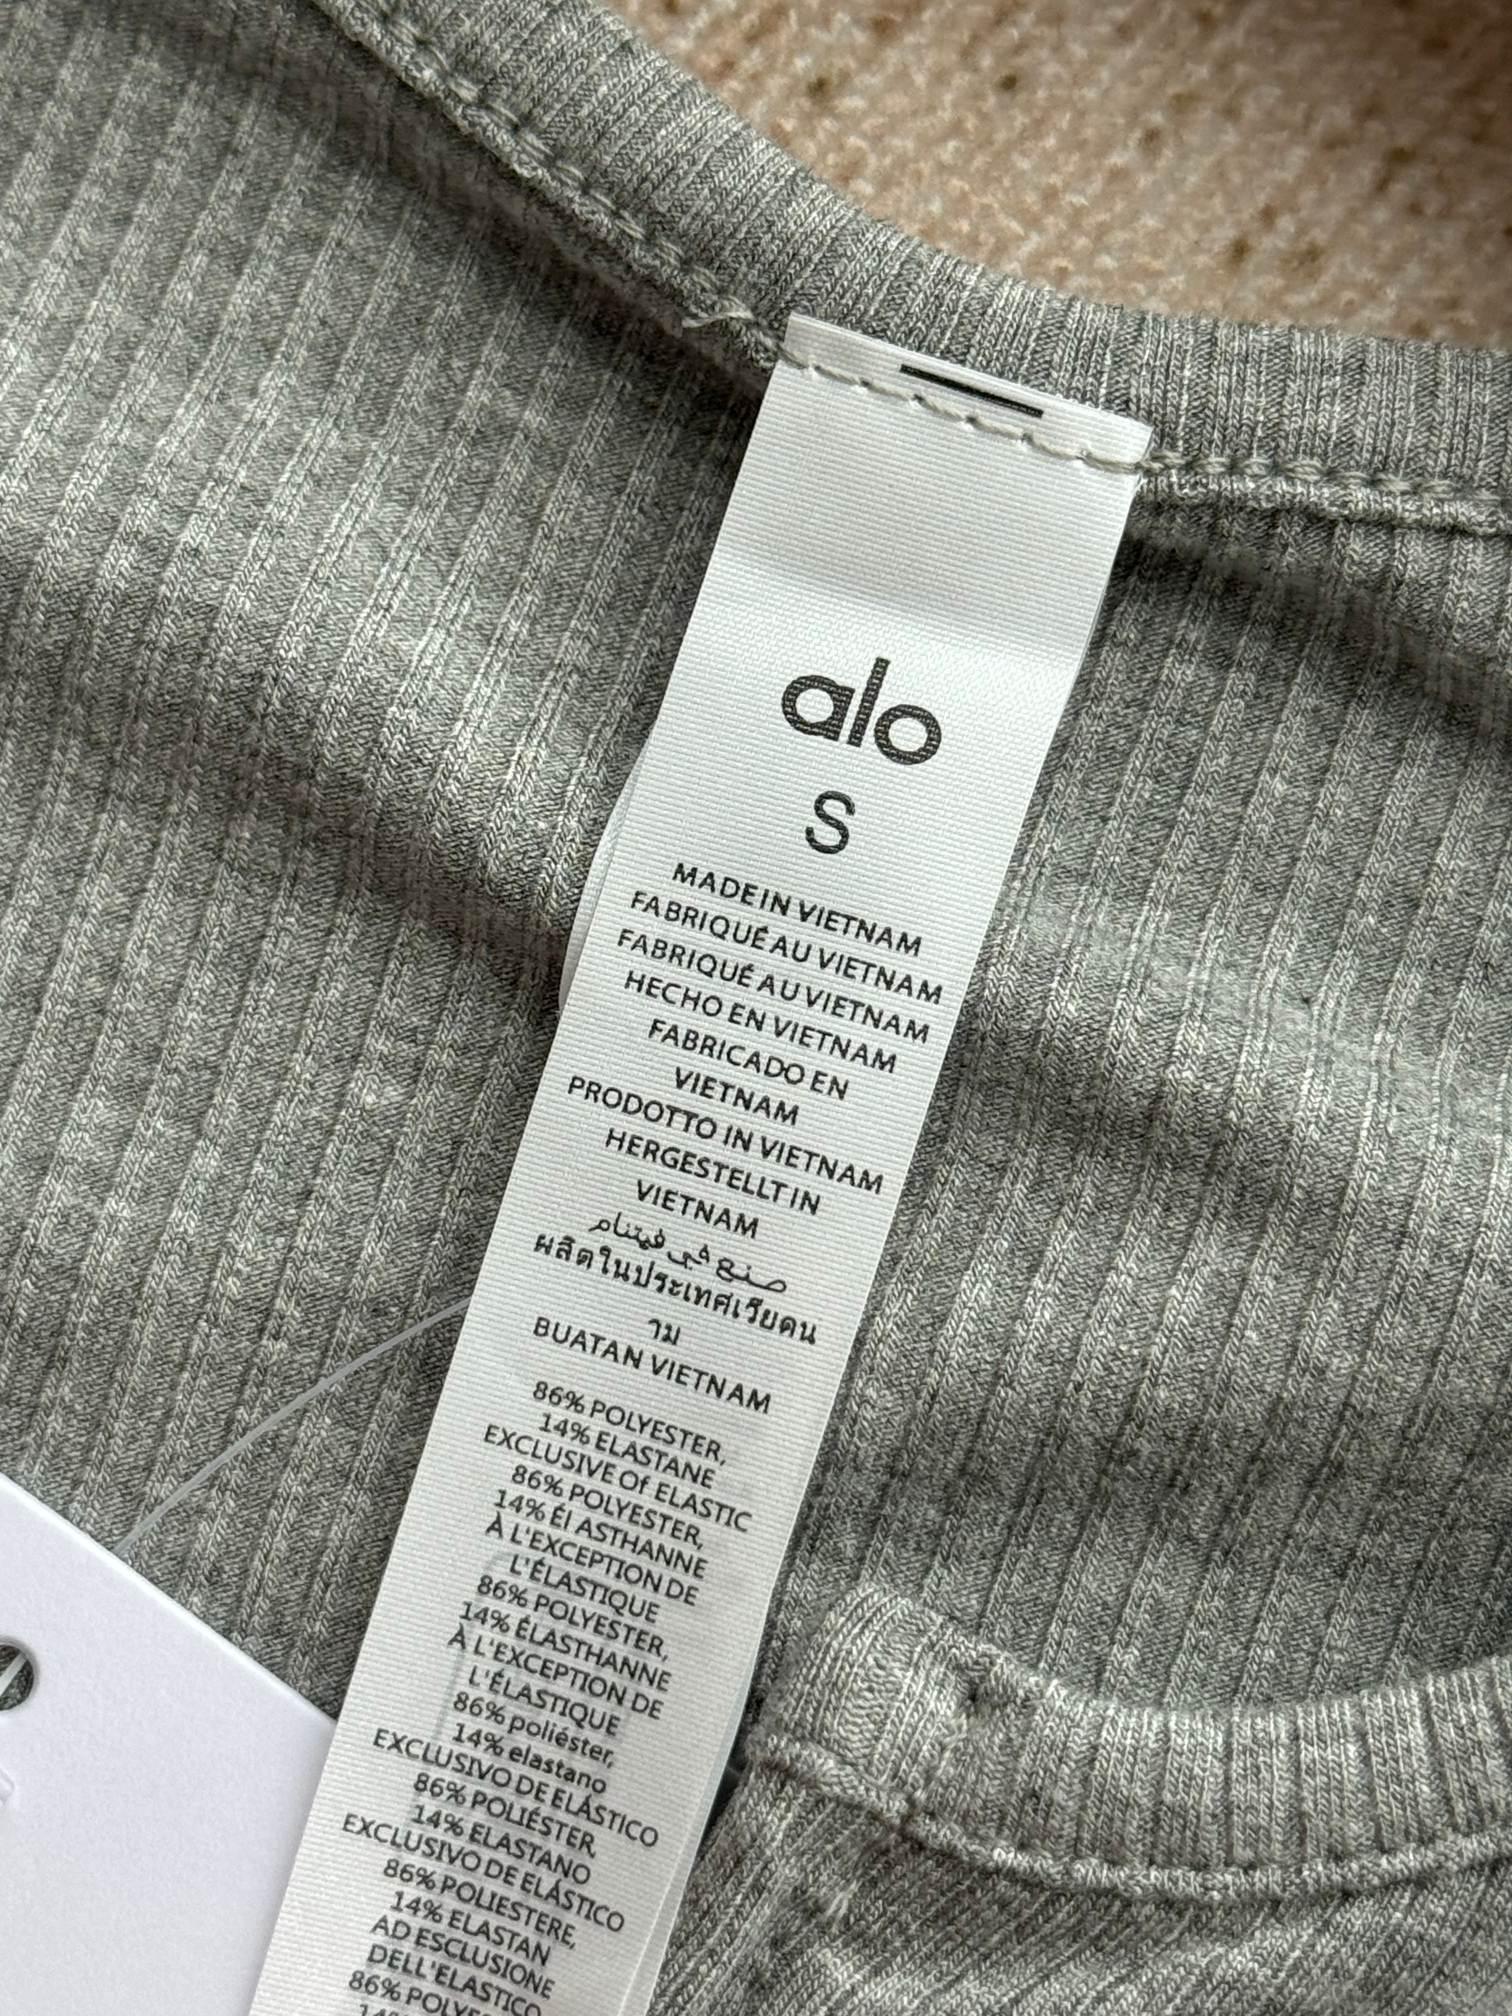 alo
S
MADE IN VIETNAM
FABRIQUÉ AU VIETNAM
FABRIQUÉ AU VIETNAM
HECHO EN VIETNAM
FABRICADO EN
VIETNAM
PRODOTTO IN VIETNAM
HERGESTELLT IN
VIETNAM
صنع في فيتنام
ผลิตในประเทศเวียดน
าม
BUATAN VIETNAM
86% POLYESTER,
14% ELASTANE
EXCLUSIVE Of ELASTIC
86% POLYESTER,
14% ÉLASTHANNE
À L'EXCEPTION DE
L'ÉLASTIQUE
86% POLYESTER,
14% ÉLASTHANNE
À L'EXCEPTION DE
L'ÉLASTIQUE
86% poliéster,
14% elastano
EXCLUSIVO DE ELÁSTICO
86% POLIÉSTER,
14% ELASTANO
EXCLUSIVO DE ELÁSTICO
86% POLIESTERE,
14% ELASTAN
AD ESCLUSIONE
DELL'ELASTICO
86%